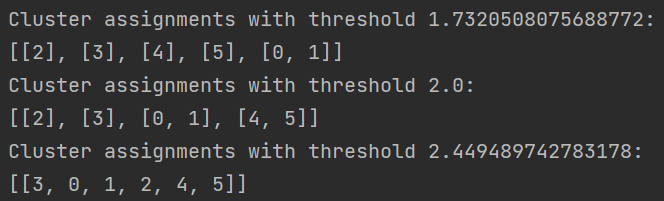 Cluster assignments with threshold 1.7320508075688772:
[[2], [3], [4], [5], [0, 1]]
Cluster assignments with threshold 2.0:
[[2], [3], [0, 1], [4, 5]]
Cluster assignments with threshold 2.449489742783178:
[[3, 0, 1, 2, 4, 5]]